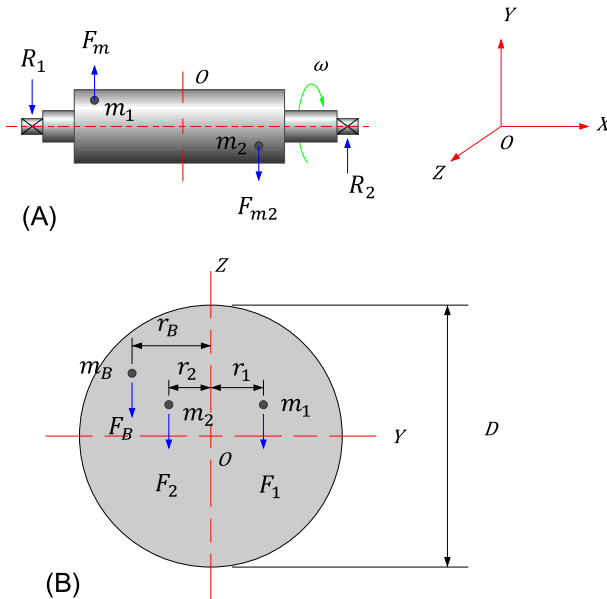 F_m O ω Y
R_1
m_1 X
m_2 O
Z
R_2
F_m2
(A)
Z
r_B
m_B r_2 r_1
m_2 m_1
F_B Y D
O
F_2 F_1
(B)